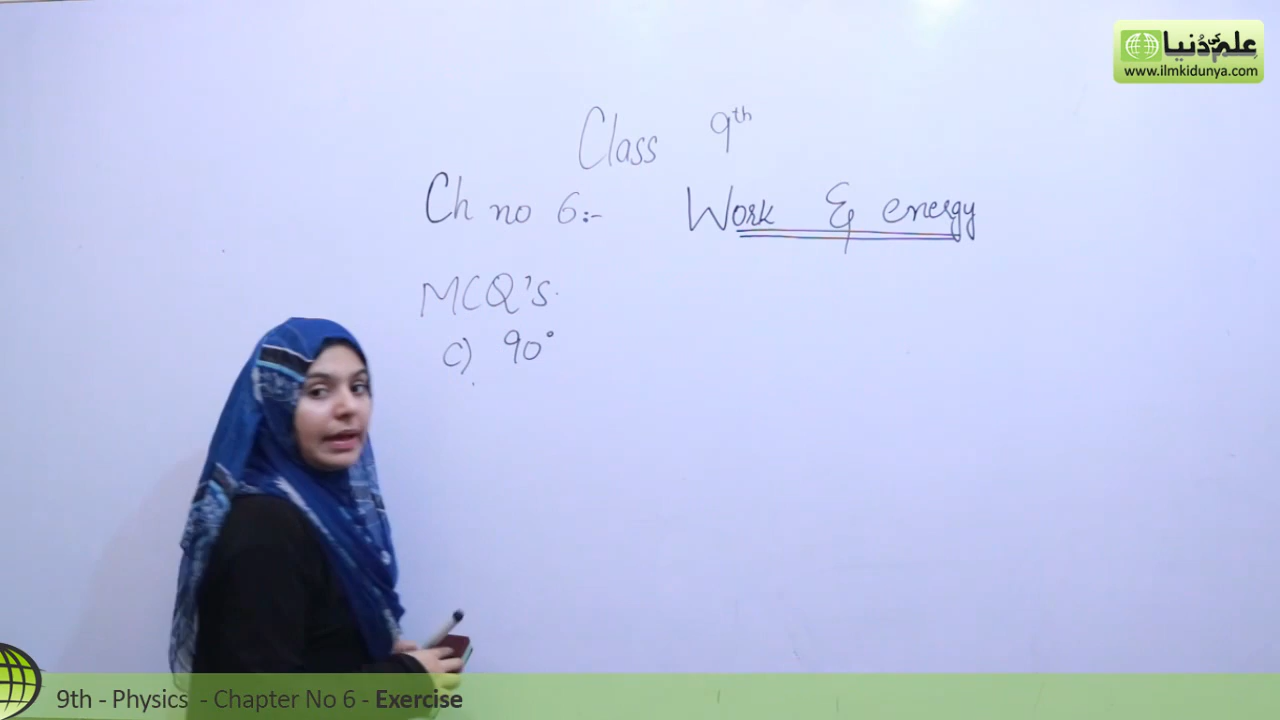 علم کی دُنیا
www.ilmkidunya.com
Class 9th
Ch no 6:- Work & energy
MCQ's.
c) 90°
9th - Physics - Chapter No 6 - Exercise